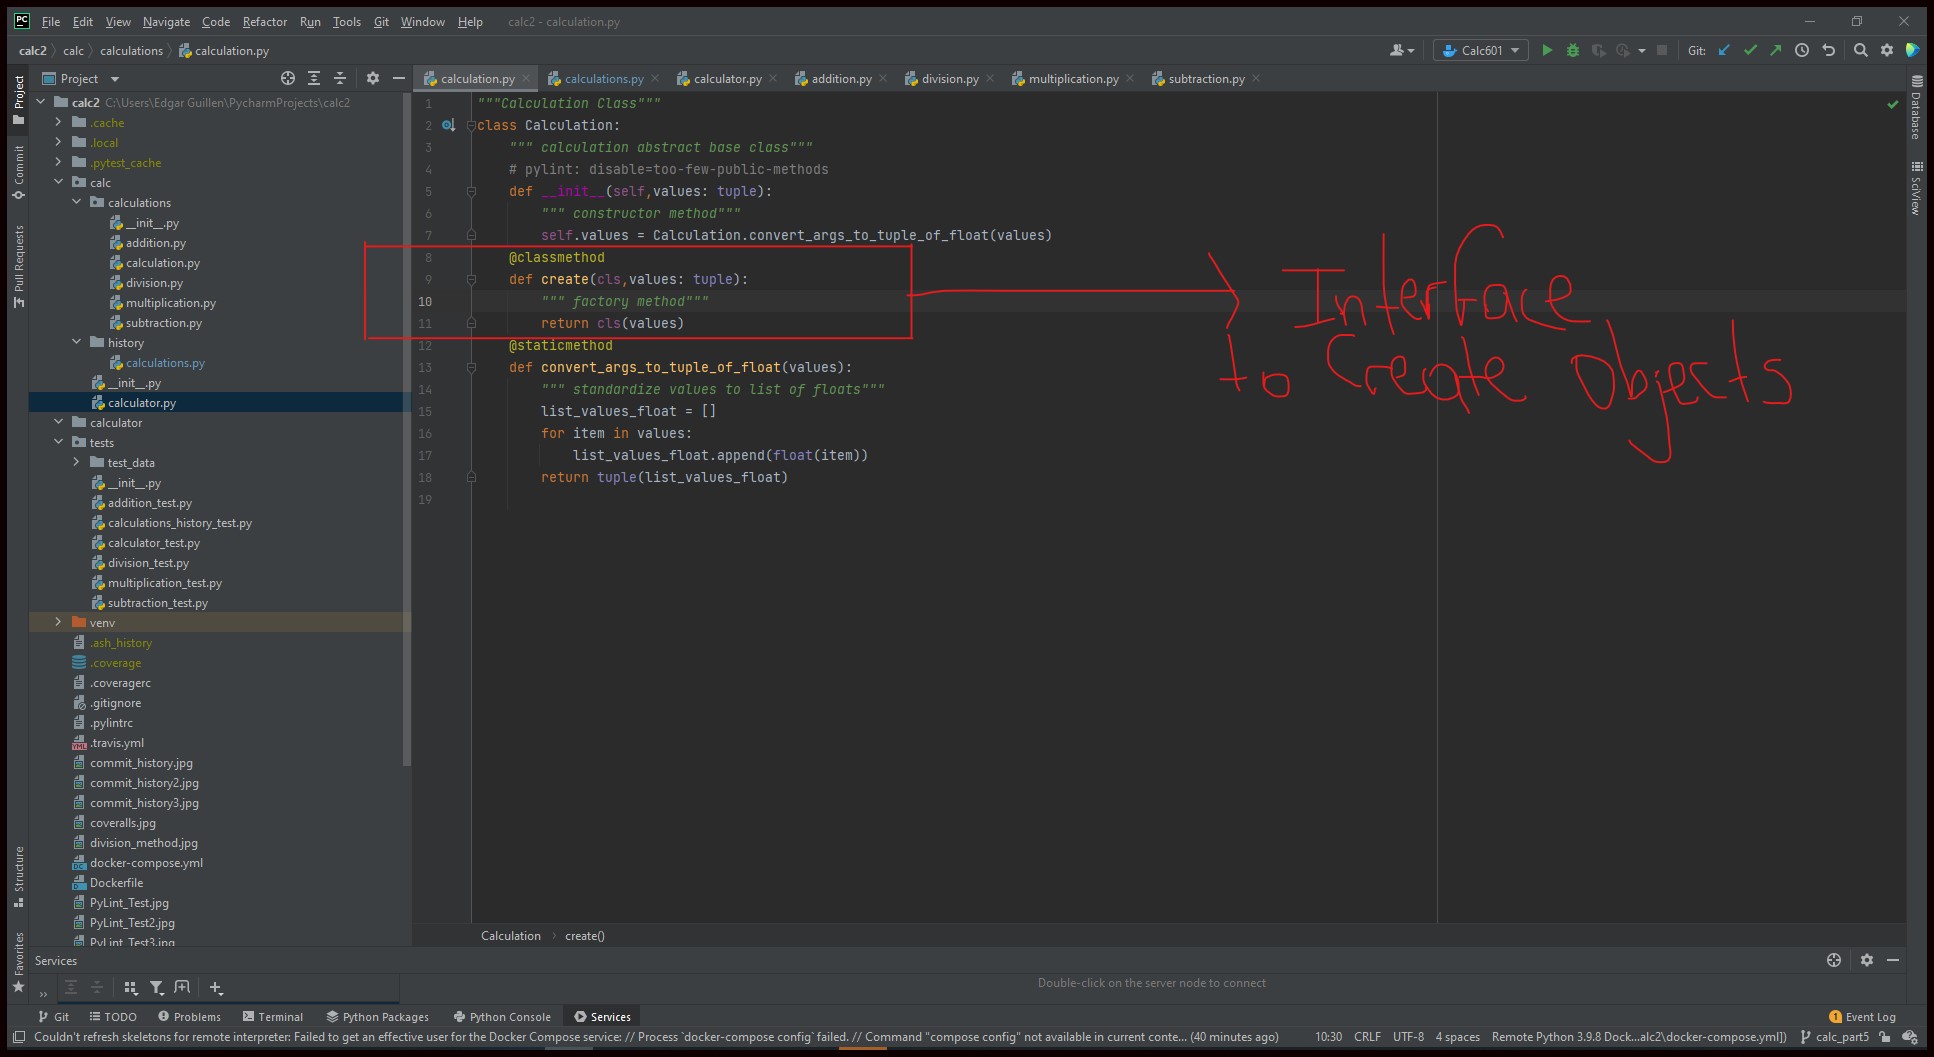 File Edit View Navigate Code Refactor Run Tools Git Window Help calc2 - calculation.py
calc2 calc calculations calculation.py
Calc601 Git:
Project
calculation.py calculations.py calculator.py addition.py division.py multiplication.py subtraction.py
Project
Commit
Pull Requests
Structure
Favorites
calc2 C:\Users\Edgar Guillen\PycharmProjects\calc2
.cache
.local
.pytest_cache
calc
calculations
__init__.py
addition.py
calculation.py
division.py
multiplication.py
subtraction.py
history
calculations.py
__init__.py
calculator.py
calculator
tests
test_data
__init__.py
addition_test.py
calculations_history_test.py
calculator_test.py
division_test.py
multiplication_test.py
subtraction_test.py
venv
.ash_history
.coverage
.coveragerc
.gitignore
.pylintrc
.travis.yml
commit_history.jpg
commit_history2.jpg
commit_history3.jpg
coveralls.jpg
division_method.jpg
docker-compose.yml
Dockerfile
PyLint_Test.jpg
PyLint_Test2.jpg
PyLint_Test3.jpg
1 """Calculation Class"""
2 class Calculation:
3 """ calculation abstract base class"""
4 # pylint: disable=too-few-public-methods
5 def __init__(self,values: tuple):
6 """ constructor method"""
7 self.values = Calculation.convert_args_to_tuple_of_float(values)
8 @classmethod
9 def create(cls,values: tuple):
10 """ factory method"""
11 return cls(values)
12 @staticmethod
13 def convert_args_to_tuple_of_float(values):
14 """ standardize values to list of floats"""
15 list_values_float = []
16 for item in values:
17 list_values_float.append(float(item))
18 return tuple(list_values_float)
19
Interface
to Create Objects
Database
SciView
Calculation create()
Services
Double-click on the server node to connect
Git TODO Problems Terminal Python Packages Python Console Services 1 Event Log
Couldn't refresh skeletons for remote interpreter: Failed to get an effective user for the Docker Compose service: // Process `docker-compose config` failed. // Command "compose config" not available in current conte... (40 minutes ago) 10:30 CRLF UTF-8 4 spaces Remote Python 3.9.8 Dock...alc2\docker-compose.yml]) calc_part5